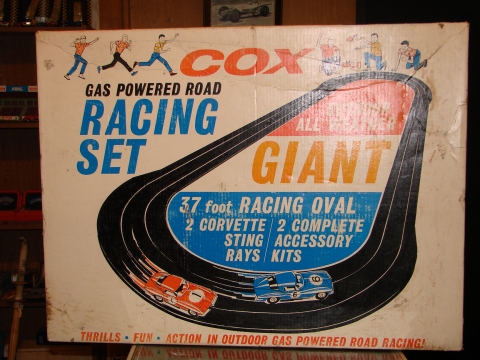 COX
GAS POWERED ROAD
RACING
SET
ALL
GIANT
37 foot RACING OVAL
2 CORVETTE
STING
RAYS
2 COMPLETE
ACCESSORY
KITS
THRILLS • FUN • ACTION IN OUTDOOR GAS POWERED ROAD RACING!